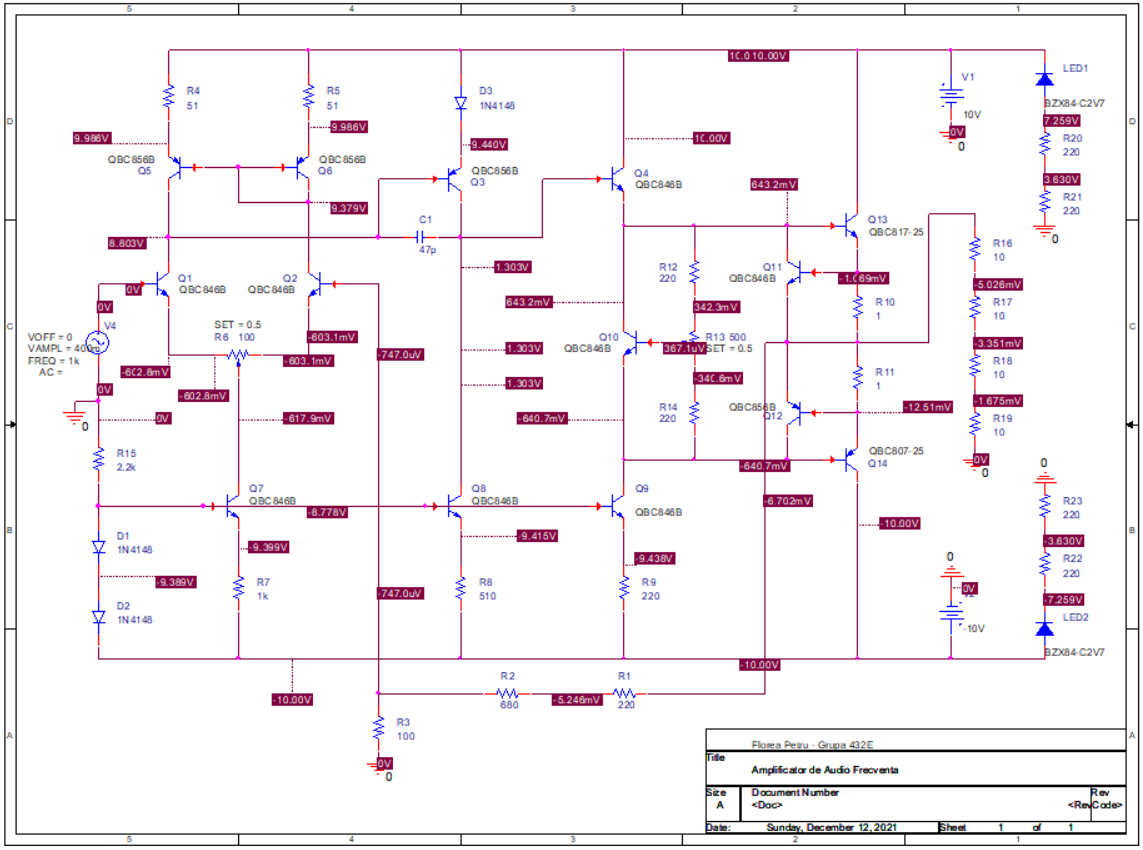 5 4 3 2 1
10.0 10.00V
R4
51
R5
51
D3
1N4148
V1
10V
0V
0
LED1
BZX84-C2V7
7.259V
R20
220
3.630V
R21
220
0
D
D
9.986V
9.986V
9.440V
10.00V
QBC856B
Q5
QBC856B
Q6
QBC856B
Q3
Q4
QBC846B
643.2mV
9.379V
8.803V
C1
47p
Q13
QBC817-25
1.303V
643.2mV
R12
220
Q11
QBC846B
-1.069mV
R16
10
-5.026mV
0V
Q1
QBC846B
Q2
QBC846B
342.3mV
R10
1
R17
10
0V
V4
VOFF = 0
VAMPL = 400m
FREQ = 1k
AC =
0V
0
SET = 0.5
R6 100
-603.1mV
-603.1mV
-602.8mV
-602.8mV
-747.0uV
1.303V
1.303V
Q10
QBC846B
367.1uV
R13 500
SET = 0.5
-340.6mV
-3.351mV
R18
10
R11
1
-1.675mV
C
C
0V
-617.9mV
-640.7mV
R14
220
QBC856B
Q12
-12.51mV
R19
10
0V
0
R15
2.2k
-640.7mV
QBC807-25
Q14
-6.702mV
0
R23
220
Q7
QBC846B
-8.778V
Q8
QBC846B
Q9
QBC846B
-10.00V
B
B
D1
1N4148
-9.399V
-9.415V
-9.438V
-3.630V
R22
220
-9.389V
R7
1k
-747.0uV
R8
510
R9
220
0
0V
-10V
-7.259V
D2
1N4148
LED2
BZX84-C2V7
-10.00V
-10.00V
R2
680
-5.246mV
R1
220
R3
100
0V
0
A
A
Florea Petru - Grupa 432E
Title
Amplificator de Audio Frecventa
Size
A
Document Number
<Doc>
Rev
<RevCode>
Date:
Sunday, December 12, 2021
Sheet 1 of 1
5 4 3 2 1